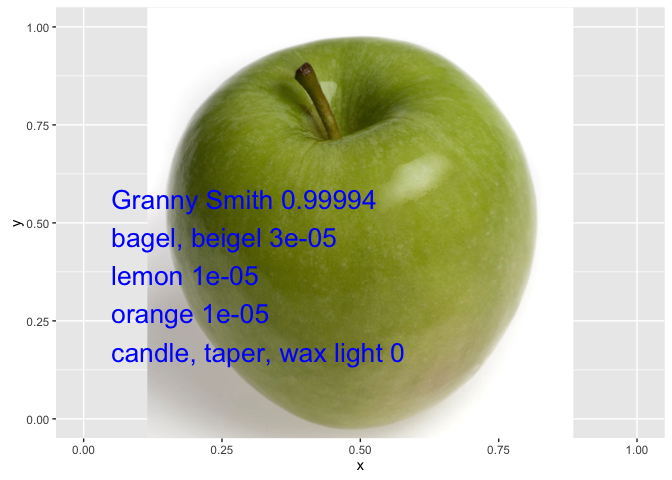 1.00
0.75
0.50
0.25
0.00
y
Granny Smith 0.99994
bagel, beigel 3e-05
lemon 1e-05
orange 1e-05
candle, taper, wax light 0
0.00 0.25 0.50 0.75 1.00
x